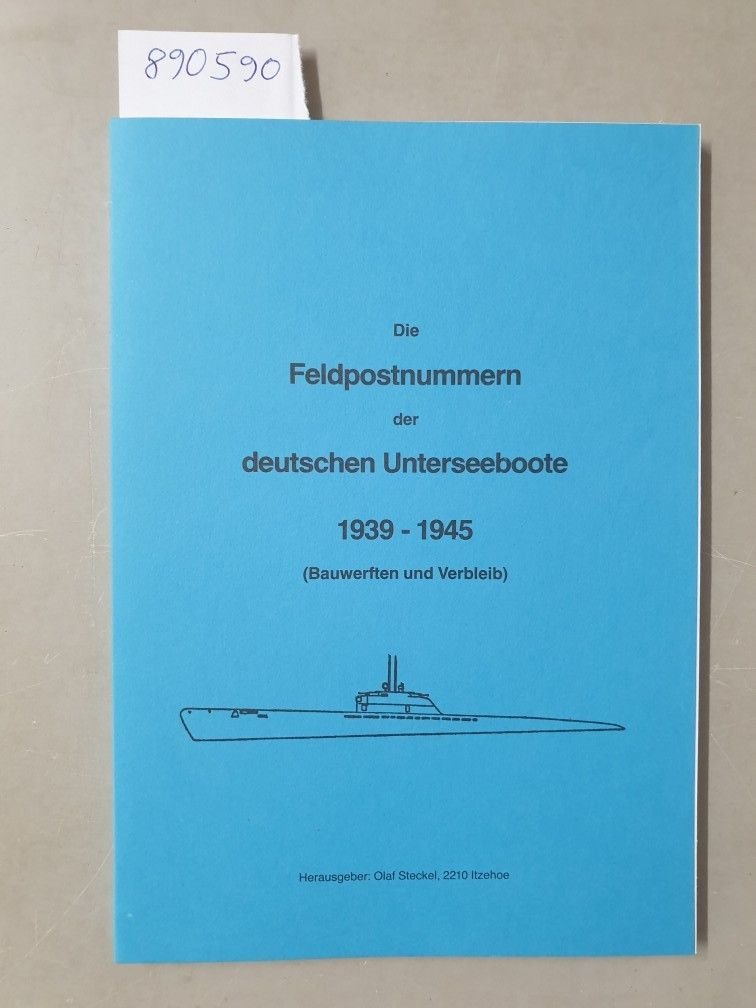 890590
Die
Feldpostnummern
der
deutschen Unterseeboote
1939 - 1945
(Bauwerften und Verbleib)
Herausgeber: Olaf Steckel, 2210 Itzehoe